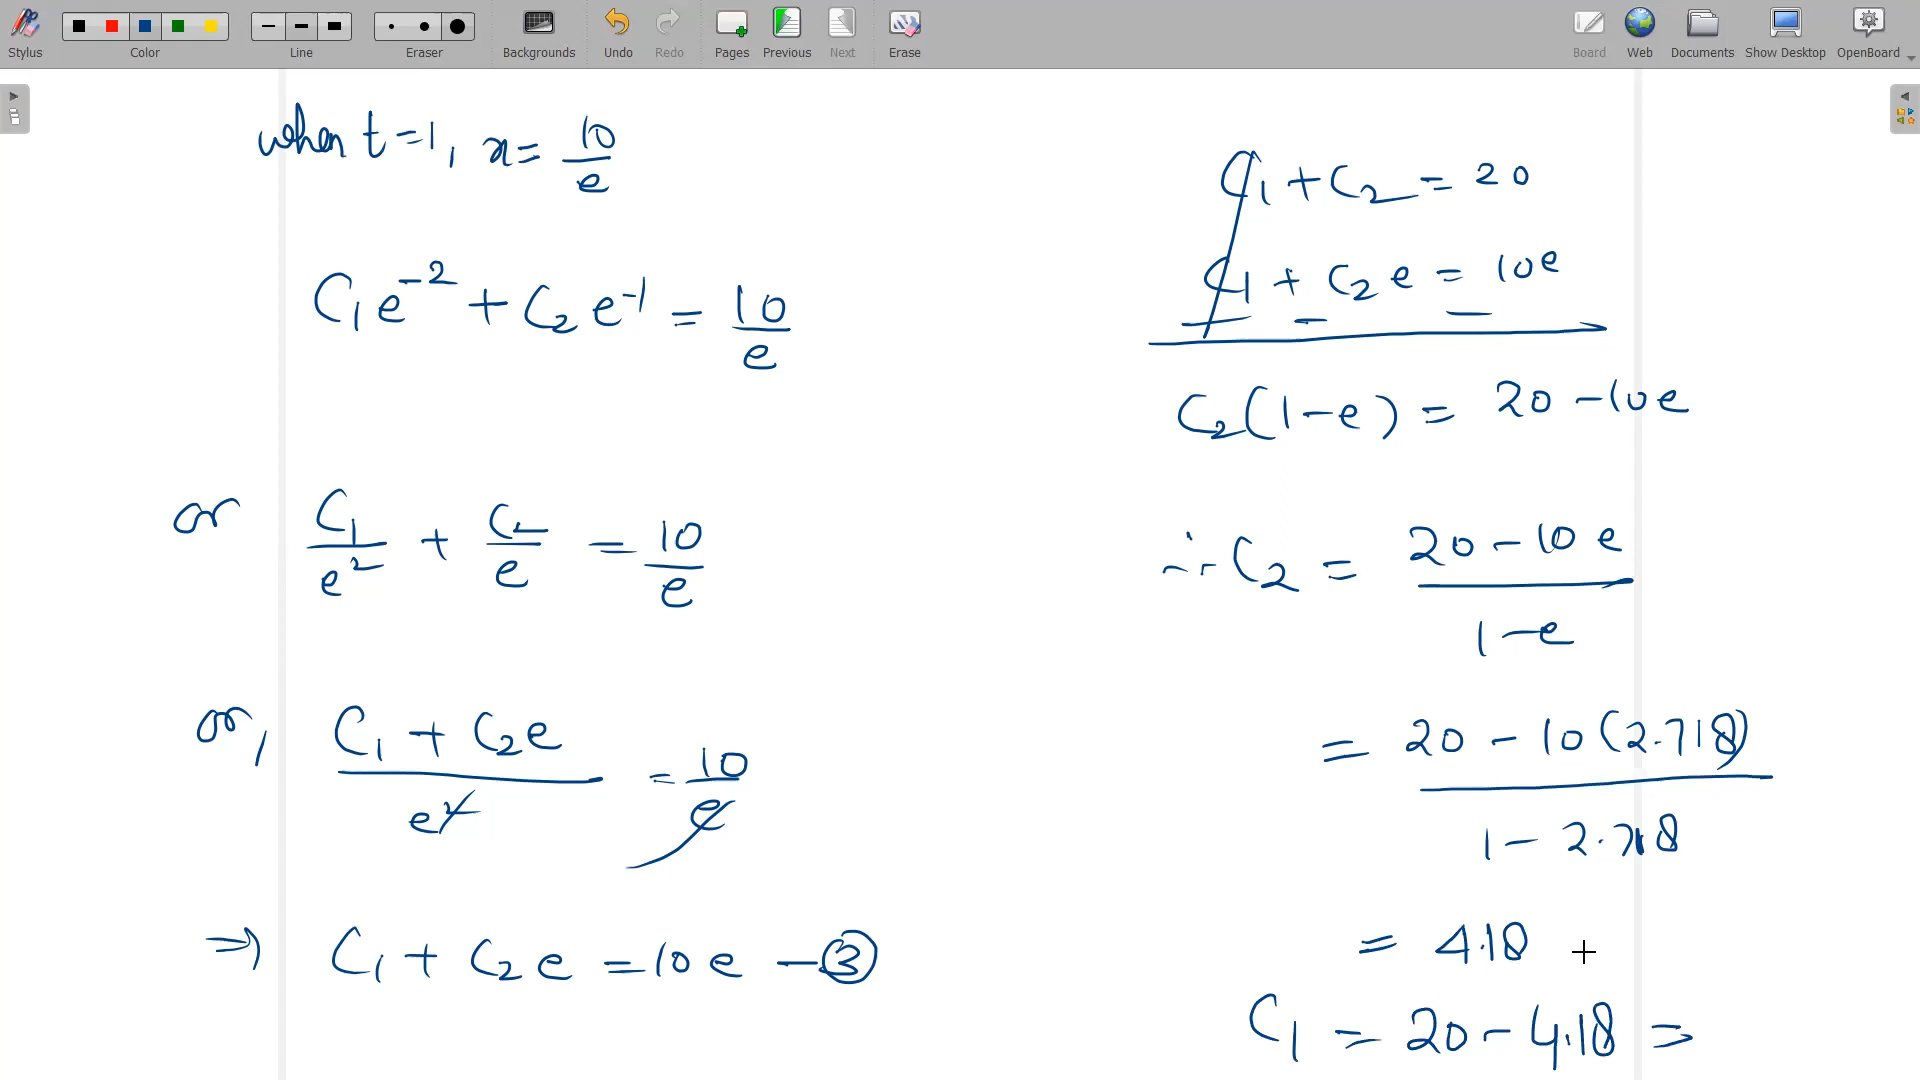 Stylus
Color
Line
Eraser
Backgrounds
Undo
Redo
Pages
Previous
Next
Erase
Board
Web
Documents
Show Desktop
OpenBoard
when t=1, x= 10/e
C₁e⁻² + C₂e⁻¹ = 10/e
or C₁/e² + C₂/e = 10/e
or, (C₁ + C₂e)/e² = 10/e
⇒ C₁ + C₂e = 10e - ③
C₁ + C₂ = 20
C₁ + C₂e = 10e
- - -
C₂(1-e) = 20 - 10e
∴ C₂ = (20 - 10e)/(1 - e)
= (20 - 10(2.718))/(1 - 2.718)
= 4.18
C₁ = 20 - 4.18 =